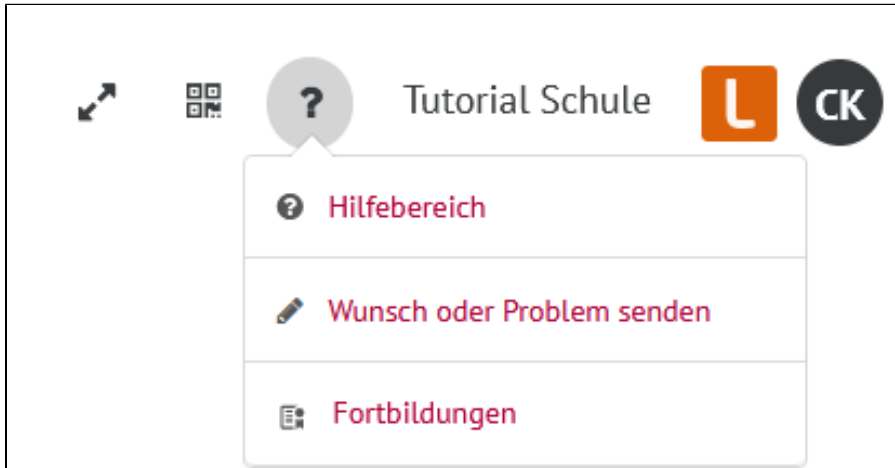 ? Tutorial Schule L CK
Hilfebereich
Wunsch oder Problem senden
Fortbildungen